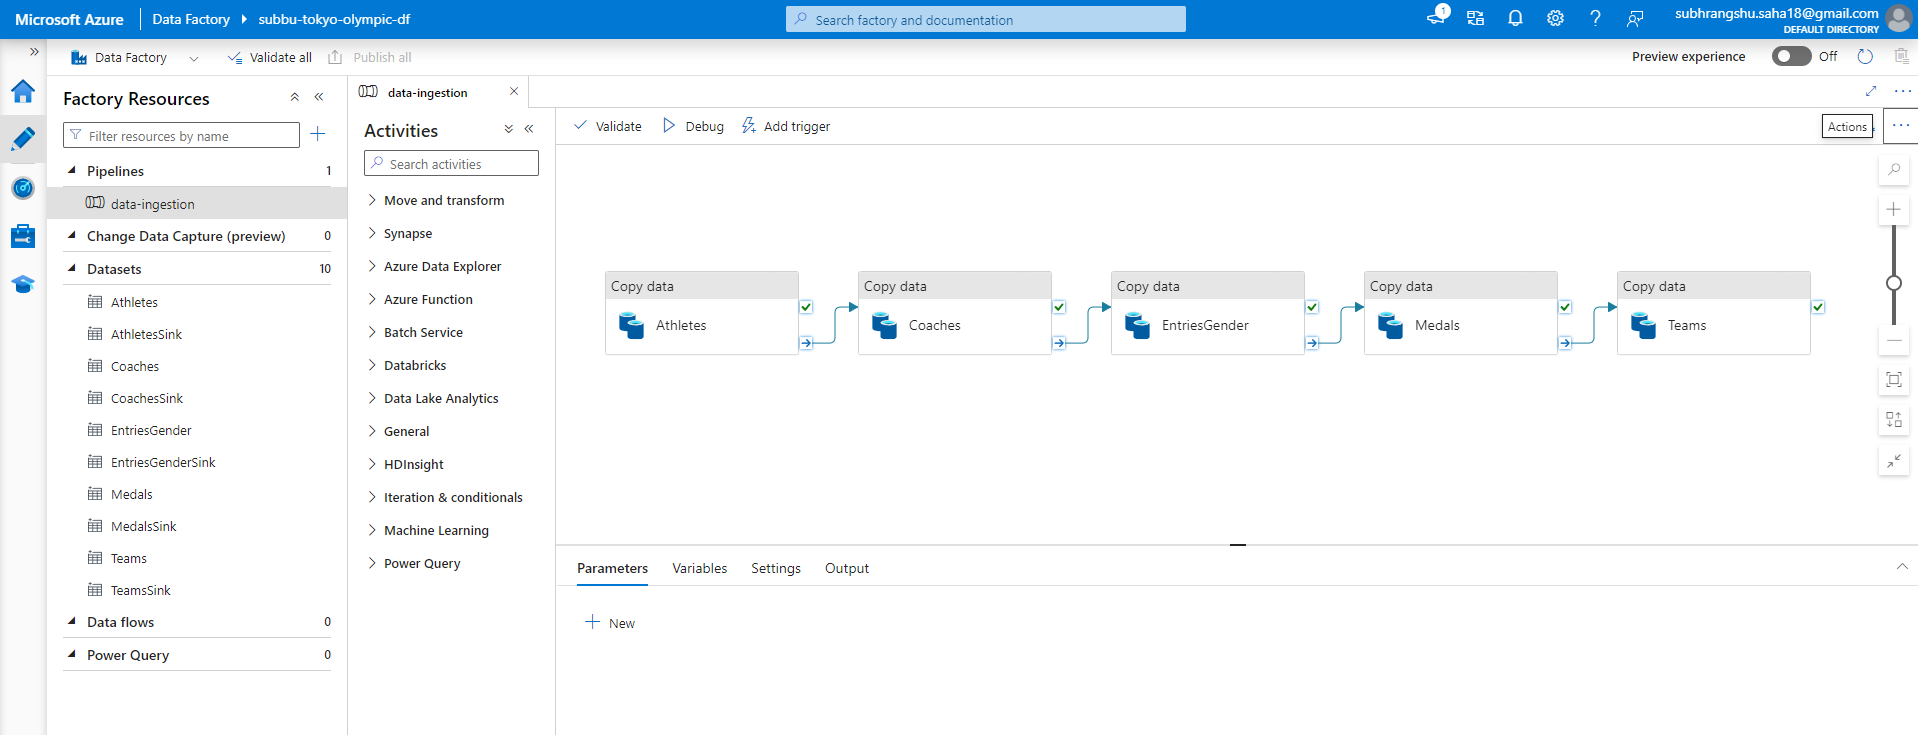 Microsoft Azure
Data Factory
subbu-tokyo-olympic-df
Search factory and documentation
1
subhrangshu.saha18@gmail.com
DEFAULT DIRECTORY
Data Factory
Validate all
Publish all
Preview experience
Off
Factory Resources
Filter resources by name
Pipelines 1
data-ingestion
Change Data Capture (preview) 0
Datasets 10
Athletes
AthletesSink
Coaches
CoachesSink
EntriesGender
EntriesGenderSink
Medals
MedalsSink
Teams
TeamsSink
Data flows 0
Power Query 0
data-ingestion
Activities
Search activities
Move and transform
Synapse
Azure Data Explorer
Azure Function
Batch Service
Databricks
Data Lake Analytics
General
HDInsight
Iteration & conditionals
Machine Learning
Power Query
Validate
Debug
Add trigger
Actions
Copy data
Athletes
Copy data
Coaches
Copy data
EntriesGender
Copy data
Medals
Copy data
Teams
Parameters
Variables
Settings
Output
New